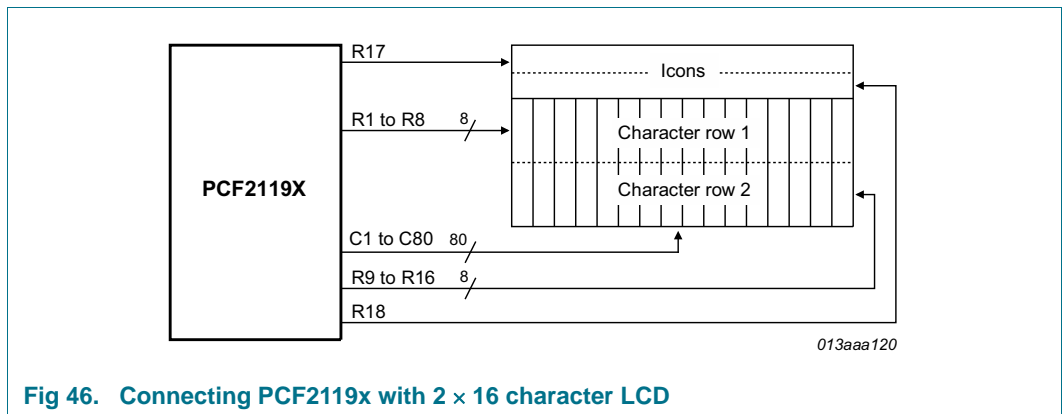 R17
Icons
R1 to R8 8
Character row 1
PCF2119X
Character row 2
C1 to C80 80
R9 to R16 8
R18
013aaa120
Fig 46. Connecting PCF2119x with 2 × 16 character LCD